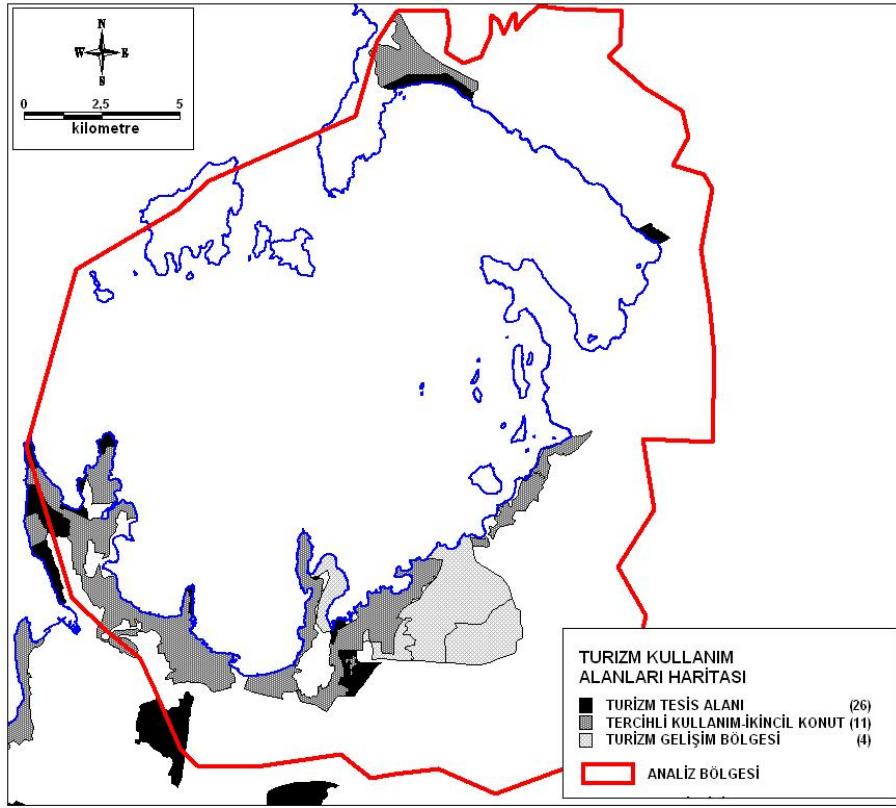 N
W E
S
0 2,5 5
kilometre
TURIZM KULLANIM
ALANLARI HARİTASI
TURİZM TESİS ALANI (26)
TERCİHLİ KULLANIM-İKİNCİL KONUT (11)
TURİZM GELİŞİM BÖLGESİ (4)
ANALİZ BÖLGESİ